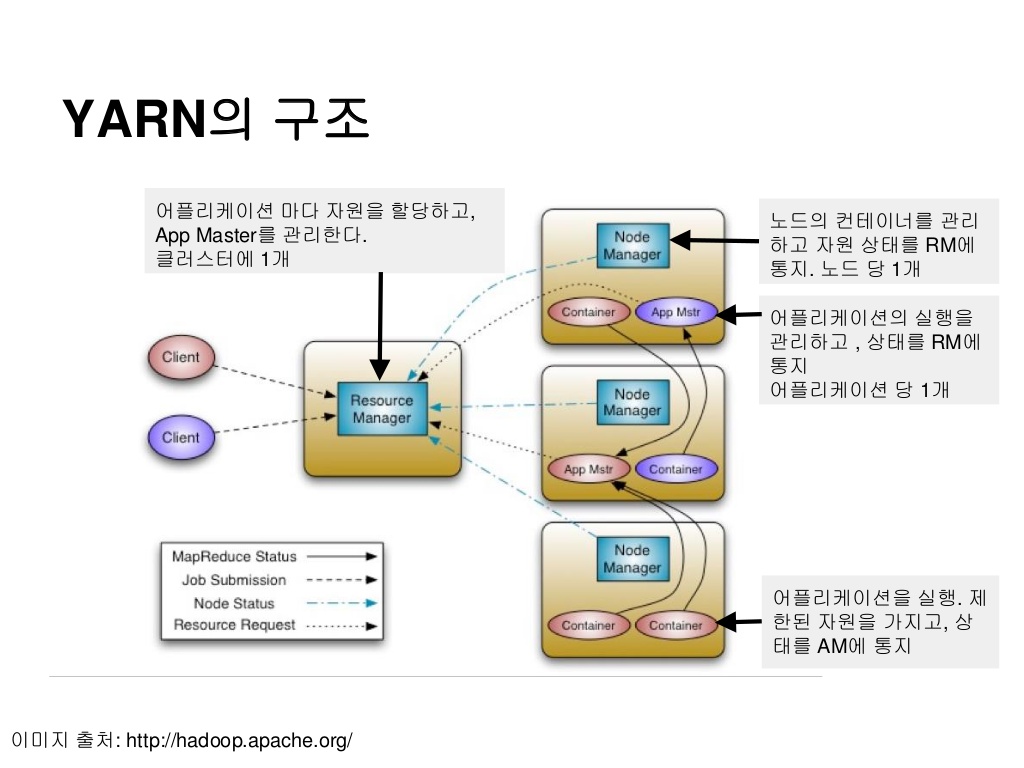 YARN의 구조
어플리케이션 마다 자원을 할당하고,
App Master를 관리한다.
클러스터에 1개
노드의 컨테이너를 관리
하고 자원 상태를 RM에
통지. 노드 당 1개
Node
Manager
Container
App Mstr
어플리케이션의 실행을
관리하고 , 상태를 RM에
통지
어플리케이션 당 1개
Client
Client
Resource
Manager
Node
Manager
App Mstr
Container
Node
Manager
Container
Container
어플리케이션을 실행. 제
한된 자원을 가지고, 상
태를 AM에 통지
MapReduce Status
Job Submission
Node Status
Resource Request
이미지 출처: http://hadoop.apache.org/